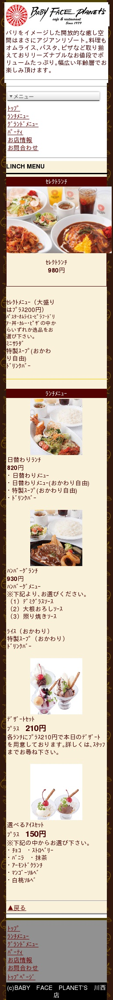 BABY FACE PLANET'S
cafe & restaurant
Since 1979
バリをイメージした開放的な癒し空
間はまさにアジアンリゾート｡料理も
オムライス､パスタ､ピザなど取り揃
えておりリーズナブルなお値段でボ
リュームたっぷり｡幅広い年齢層でお
楽しみ頂けます。
▼メニュー
ﾄｯﾌﾟ
ﾗﾝﾁﾒﾆｭｰ
ｸﾞﾗﾝﾄﾞﾒﾆｭｰ
ﾊﾟｰﾃｨ
お店情報
お問合わせ
LINCH MENU
ｾﾚｸﾄﾗﾝﾁ
ｾﾚｸﾄﾗﾝﾁ
980円
ｾﾚｸﾄﾒﾆｭｰ（大盛り
はﾌﾟﾗｽ200円）
ﾊﾟｽﾀ･ｵﾑﾗｲｽ･ﾋﾟﾗﾌ･ﾄﾞﾘ
ｱ･丼･ｶﾚｰ･ﾋﾟｻﾞの中か
らいずれか逸品をお
選び下さい。
ﾐﾆｻﾗﾀﾞ
特製ｽｰﾌﾟ(おかわ
り自由)
ﾄﾞﾘﾝｸﾊﾞｰ
ﾗﾝﾁﾒﾆｭｰ
日替わりﾗﾝﾁ
820円
･ 日替わりﾒﾆｭｰ
･ 日替わりﾒﾆｭｰ(おかわり自由)
･ 特製ｽｰﾌﾟ(おかわり自由)
･ ﾄﾞﾘﾝｸﾊﾞｰ
ﾊﾝﾊﾞｰｸﾞﾗﾝﾁ
930円
ﾊﾝﾊﾞｰｸﾞﾒﾆｭｰ
※下記より､お選びください。
（1）ﾃﾞﾐｸﾞﾗｽｿｰｽ
（2）大根おろしｿｰｽ
（3）照り焼きｿｰｽ
ﾗｲｽ（おかわり）
特製ｽｰﾌﾟ（おかわり）
ﾄﾞﾘﾝｸﾊﾞｰ
ﾃﾞｻﾞｰﾄｾｯﾄ
ﾌﾟﾗｽ　210円
各ﾗﾝﾁにﾌﾟﾗｽ210円で本日のﾃﾞｻﾞｰﾄ
を用意しております｡詳しくは､ｽﾀｯﾌ
までお尋ね下さい。
選べるｱｲｽｾｯﾄ
ﾌﾟﾗｽ　150円
※下記の中からお選び下さい。
･ ﾁｮｺ　･ ｽﾄﾛﾍﾞﾘｰ
･ ﾊﾞﾆﾗ　･ 抹茶
･ ｱｰﾓﾝﾄﾞｸﾗﾝﾁ
･ ﾏﾝｺﾞｰｿﾙﾍﾞ
･ 白桃ｿﾙﾍﾞ
▲戻る
ﾄｯﾌﾟ
ﾗﾝﾁﾒﾆｭｰ
ｸﾞﾗﾝﾄﾞﾒﾆｭｰ
ﾊﾟｰﾃｨ
お店情報
お問合わせ
ﾄｯﾌﾟﾍﾟｰｼﾞ
(c)BABY　FACE　PLANET'S　川西
店